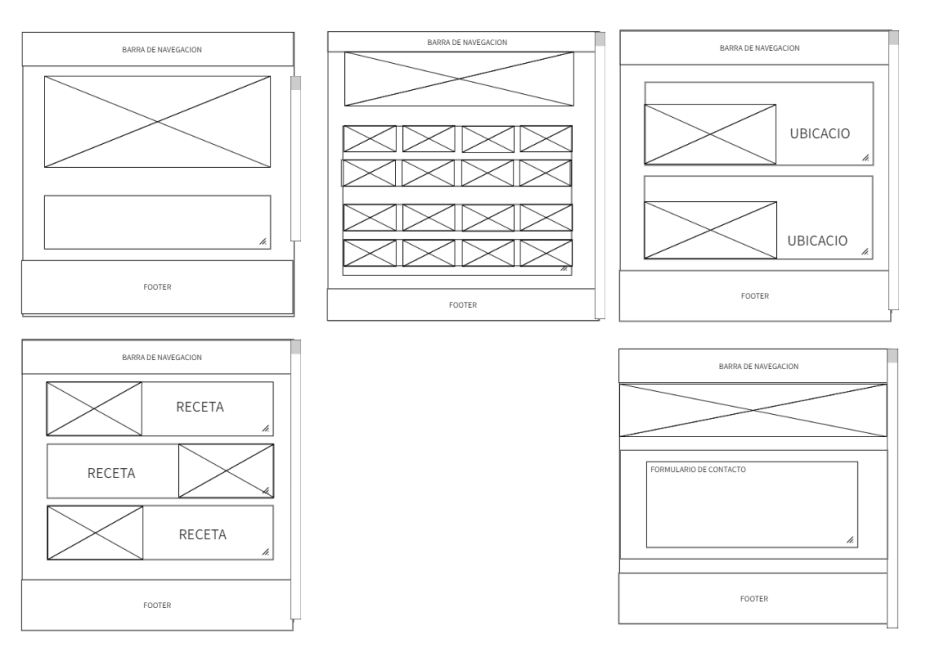 BARRA DE NAVEGACION
FOOTER
BARRA DE NAVEGACION
FOOTER
BARRA DE NAVEGACION
UBICACIO
UBICACIO
FOOTER
BARRA DE NAVEGACION
RECETA
RECETA
RECETA
FOOTER
BARRA DE NAVEGACION
FORMULARIO DE CONTACTO
FOOTER